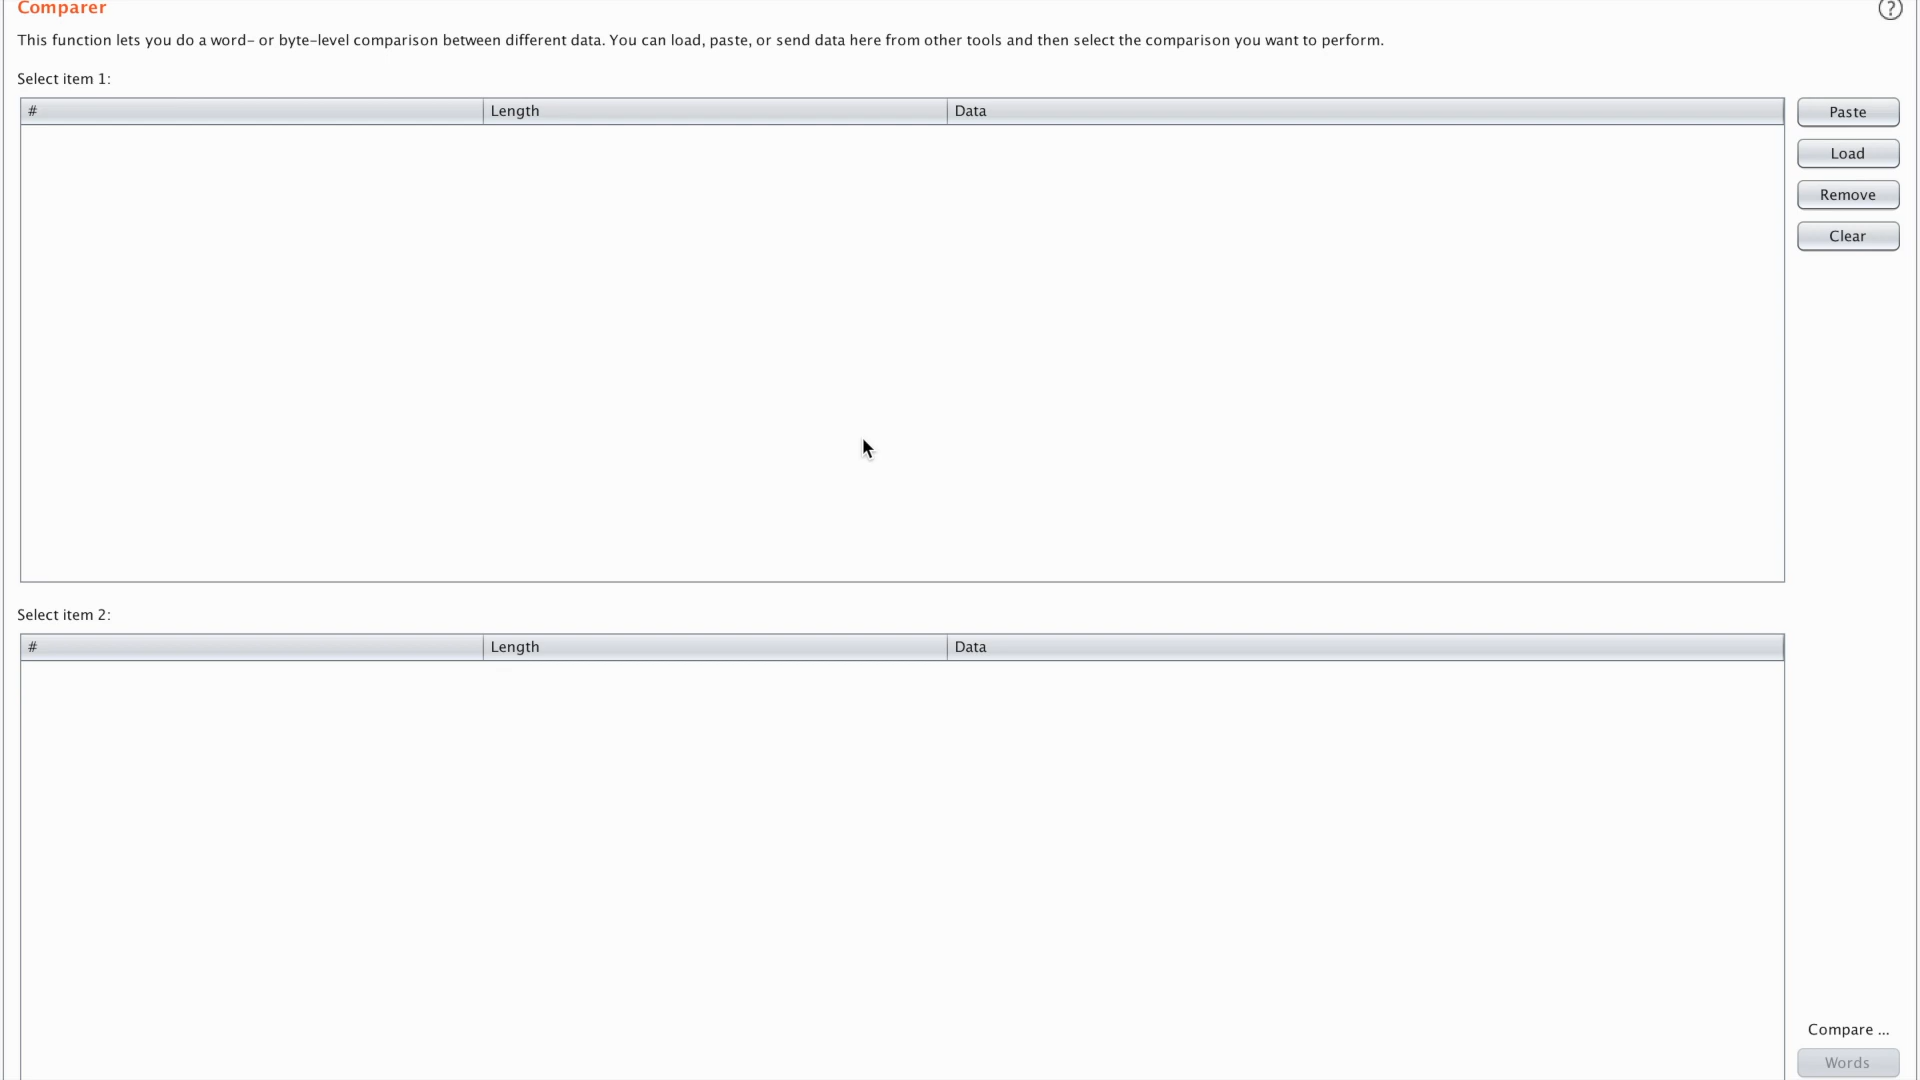 Comparer
?
This function lets you do a word- or byte-level comparison between different data. You can load, paste, or send data here from other tools and then select the comparison you want to perform.
Select item 1:
# Length Data
Paste
Load
Remove
Clear
Select item 2:
# Length Data
Compare ...
Words